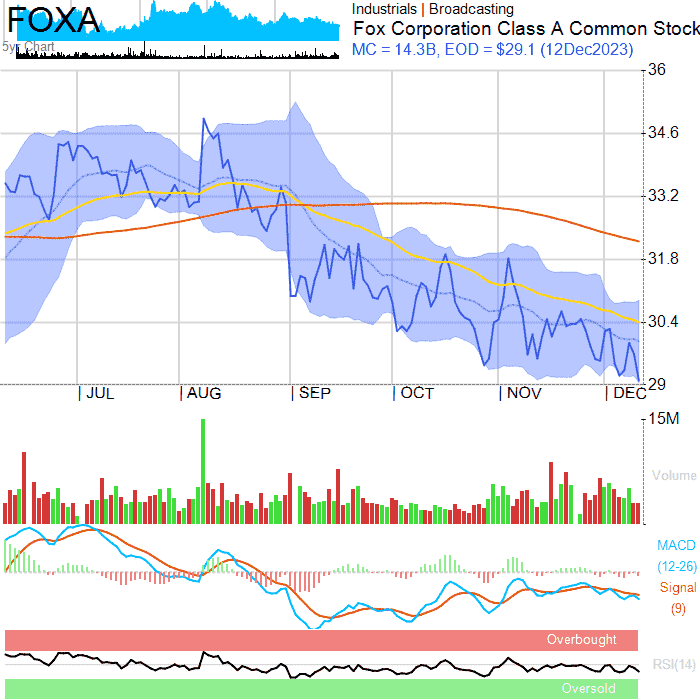 FOXA
5yr Chart
Industrials | Broadcasting
Fox Corporation Class A Common Stock
MC = 14.3B, EOD = $29.1 (12Dec2023)
36
34.6
33.2
31.8
30.4
29
| JUL
| AUG
| SEP
| OCT
| NOV
| DEC
15M
Volume
MACD
(12-26)
Signal
(9)
Overbought
RSI(14)
Oversold